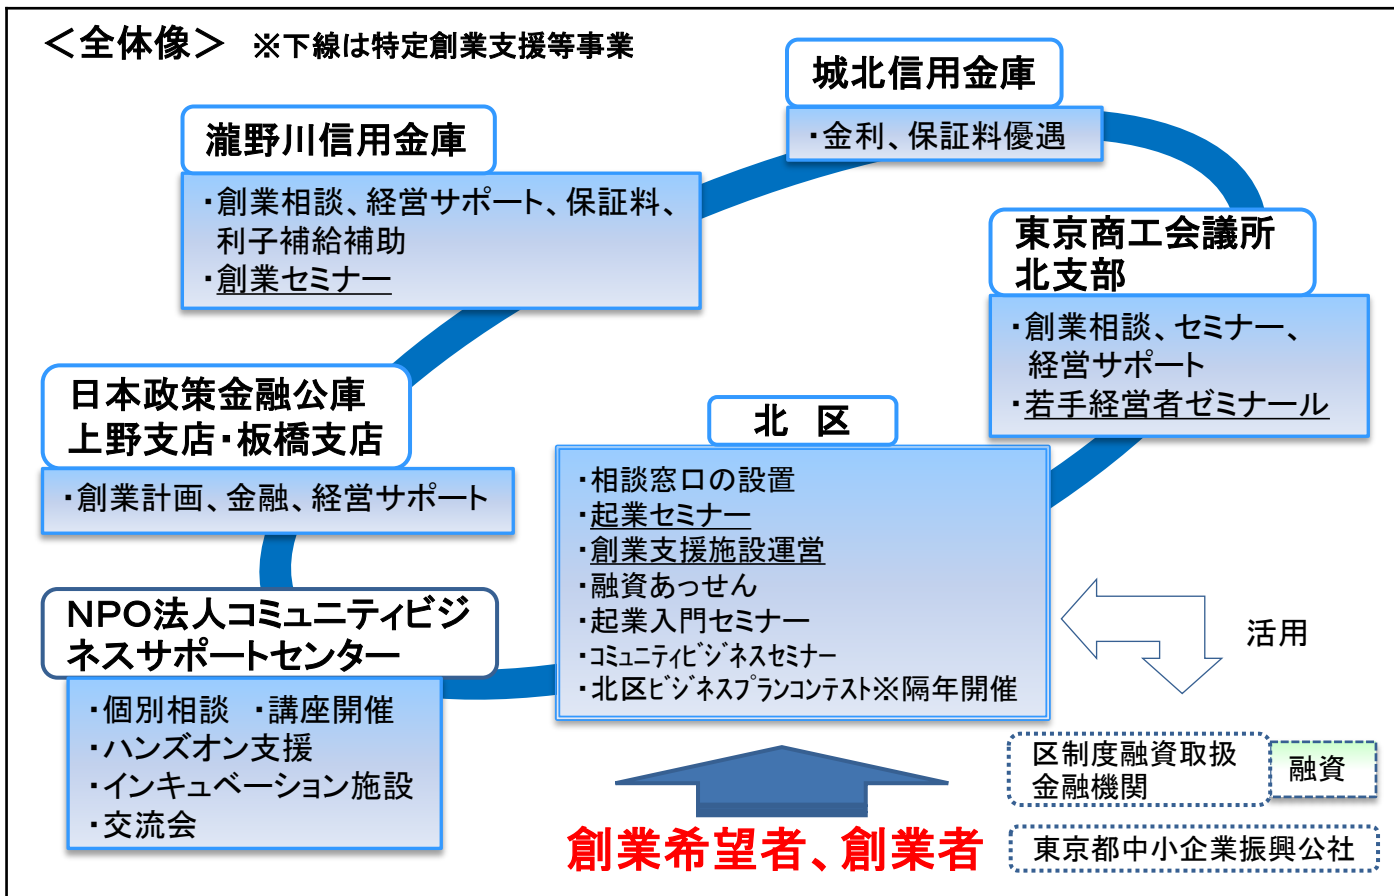 ＜全体像＞ ※下線は特定創業支援等事業
城北信用金庫
・金利、保証料優遇
瀧野川信用金庫
・創業相談、経営サポート、保証料、
利子補給補助
・創業セミナー
東京商工会議所
北支部
・創業相談、セミナー、
経営サポート
・若手経営者ゼミナール
日本政策金融公庫
上野支店・板橋支店
・創業計画、金融、経営サポート
北 区
・相談窓口の設置
・起業セミナー
・創業支援施設運営
・融資あっせん
・起業入門セミナー
・ｺﾐｭﾆﾃｨﾋﾞｼﾞﾈｽｾﾐﾅｰ
・北区ﾋﾞｼﾞﾈｽﾌﾟﾗﾝｺﾝﾃｽﾄ※隔年開催
NPO法人コミュニティビジ
ネスサポートセンター
・個別相談 ・講座開催
・ハンズオン支援
・インキュベーション施設
・交流会
活用
区制度融資取扱
金融機関
融資
東京都中小企業振興公社
創業希望者、創業者